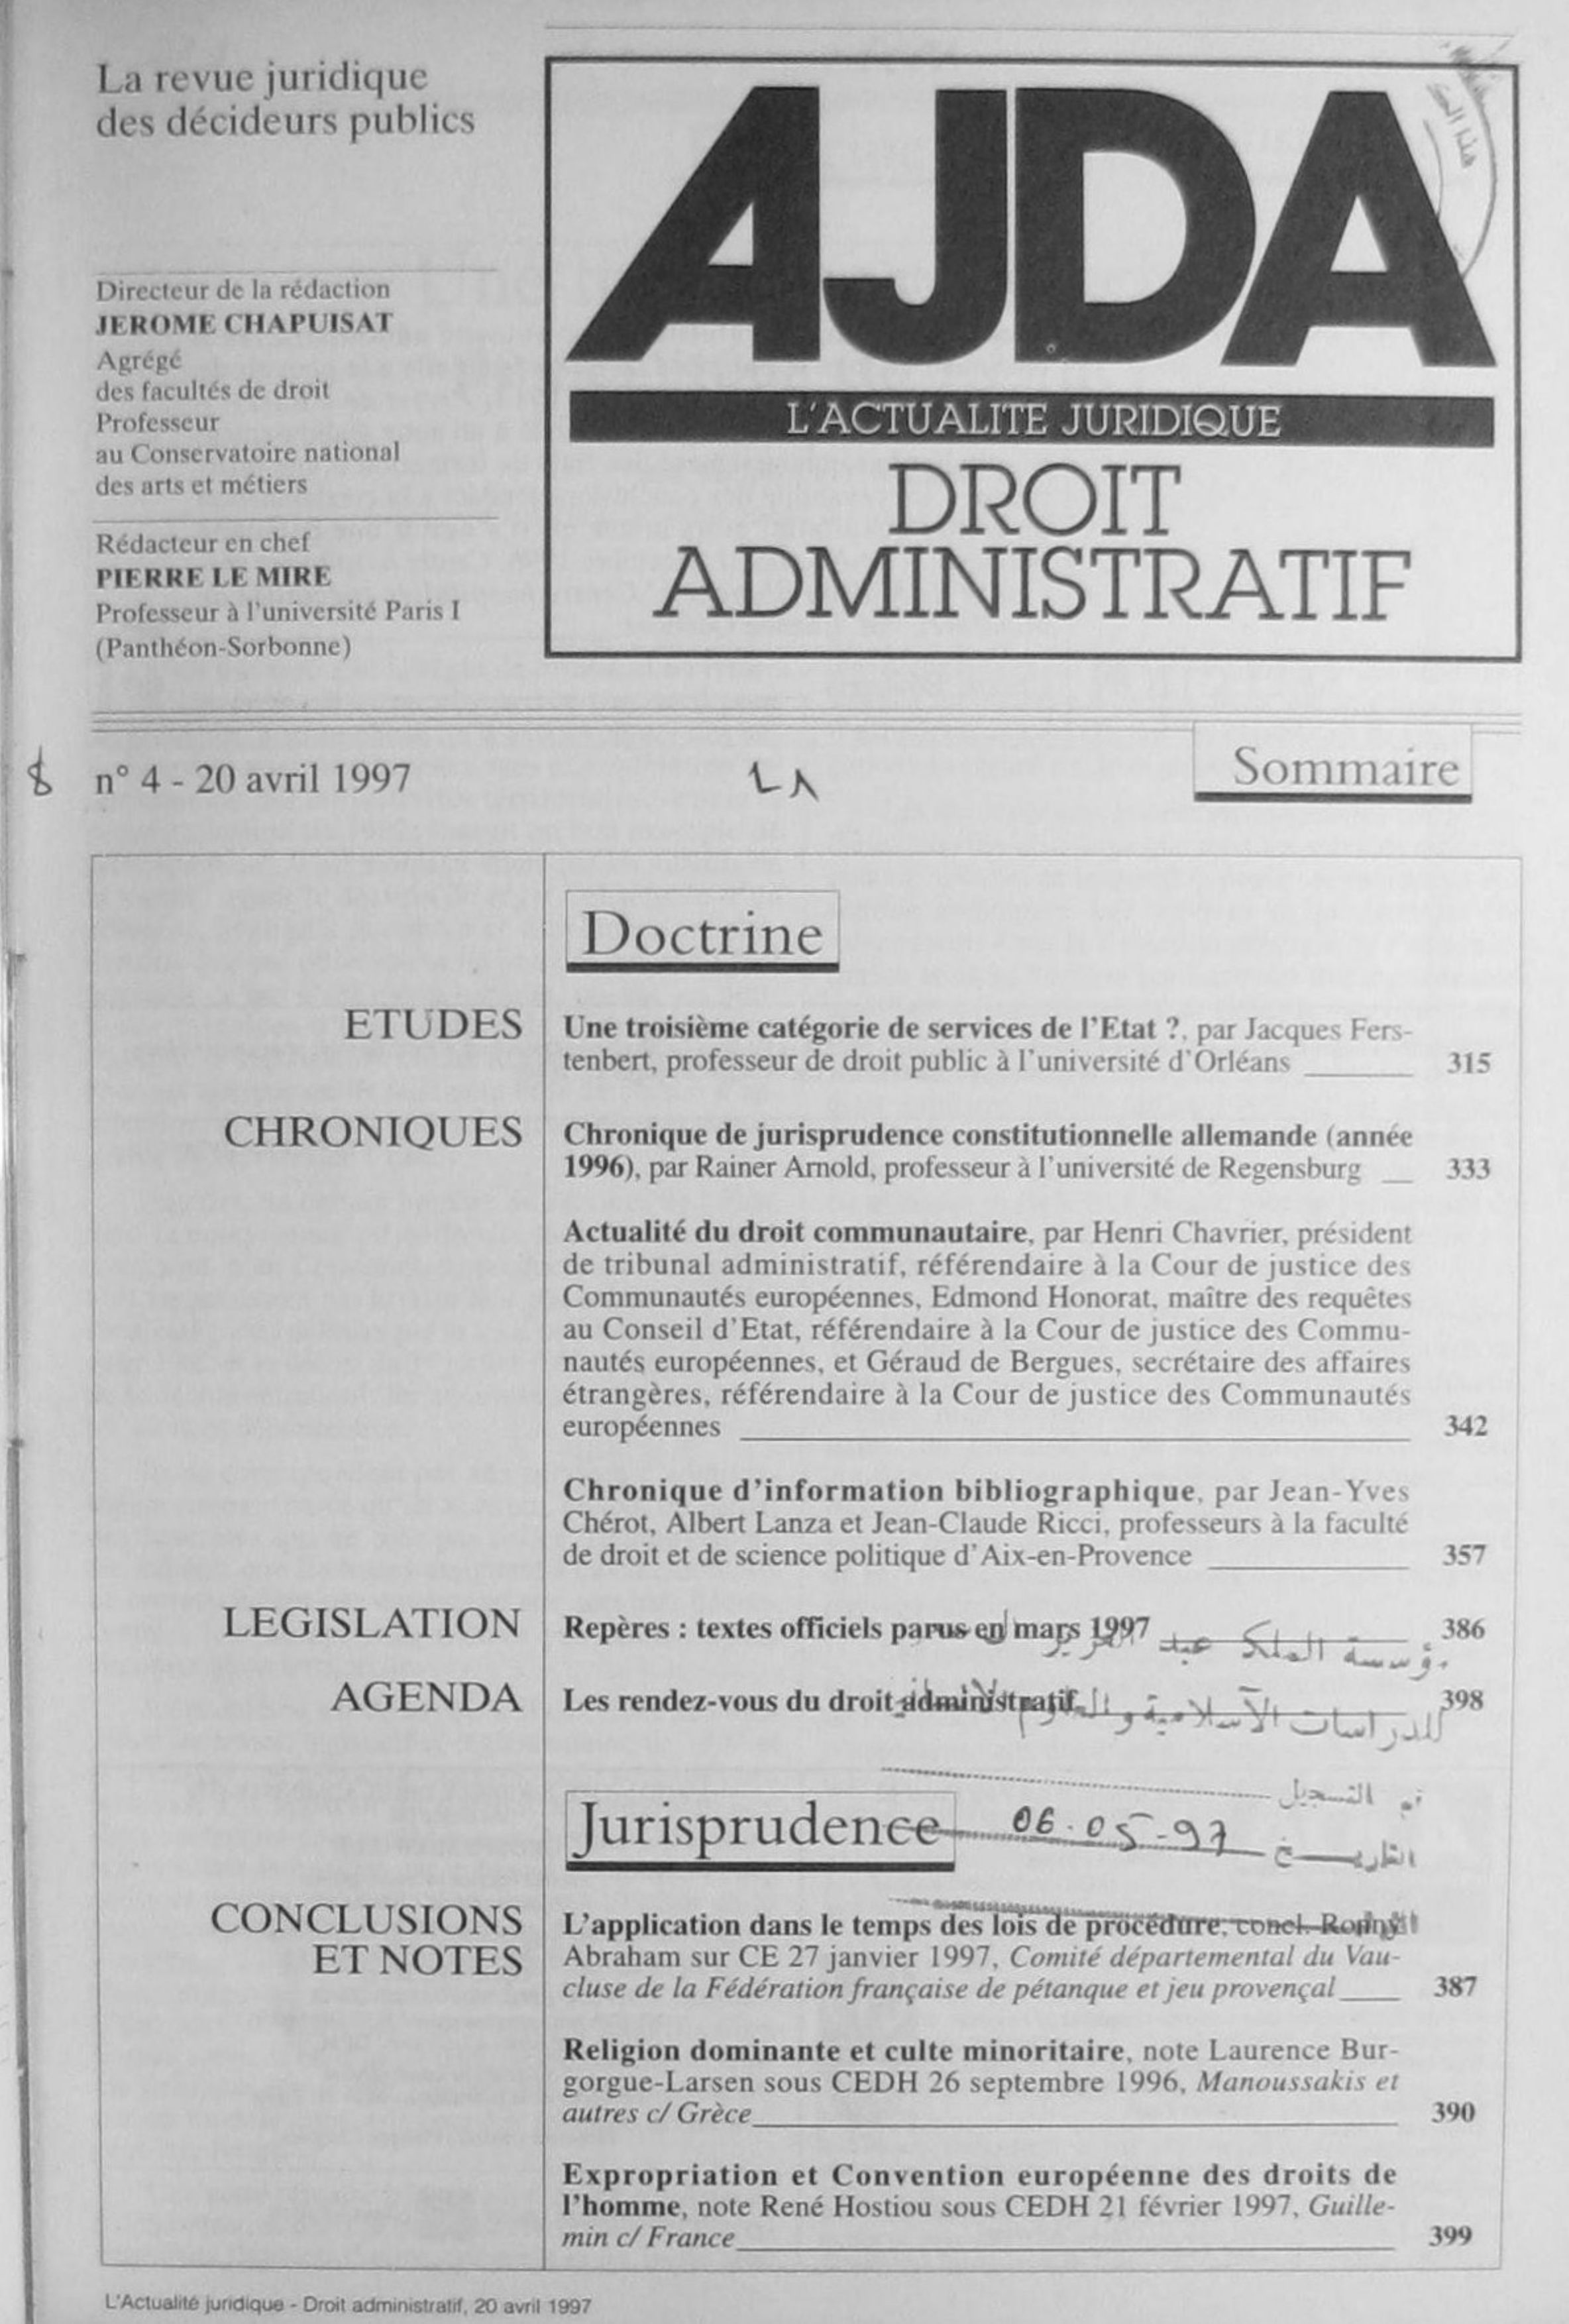 La revue juridique
des décideurs publics
Directeur de la rédaction
JEROME CHAPUISAT
Agrégé
des facultés de droit
Professeur
au Conservatoire national
des arts et métiers
Rédacteur en chef
PIERRE LE MIRE
Professeur à l'université Paris I
(Panthéon-Sorbonne)
AJDA
L'ACTUALITE JURIDIQUE
DROIT
ADMINISTRATIF
8 n° 4 - 20 avril 1997
Sommaire
Doctrine
ETUDES
Une troisième catégorie de services de l'Etat ?, par Jacques Fers-
tenbert, professeur de droit public à l'université d'Orléans 315
CHRONIQUES
Chronique de jurisprudence constitutionnelle allemande (année
1996), par Rainer Arnold, professeur à l'université de Regensburg 333
Actualité du droit communautaire, par Henri Chavrier, président
de tribunal administratif, référendaire à la Cour de justice des
Communautés européennes, Edmond Honorat, maître des requêtes
au Conseil d'Etat, référendaire à la Cour de justice des Commu-
nautés européennes, et Géraud de Bergues, secrétaire des affaires
étrangères, référendaire à la Cour de justice des Communautés
européennes 342
Chronique d'information bibliographique, par Jean-Yves
Chérot, Albert Lanza et Jean-Claude Ricci, professeurs à la faculté
de droit et de science politique d'Aix-en-Provence 357
LEGISLATION
Repères : textes officiels parus en mars 1997 386
مؤسسة الملك عبد العزيز
AGENDA
Les rendez-vous du droit administratif 398
للدراسات الآسلامية والعلوم الانسانية
تم التسجيل
Jurisprudence
التاريخ 06.05-97
CONCLUSIONS
ET NOTES
L'application dans le temps des lois de procédure, concl. Ronny
Abraham sur CE 27 janvier 1997, Comité départemental du Vau-
cluse de la Fédération française de pétanque et jeu provençal 387
Religion dominante et culte minoritaire, note Laurence Bur-
gorgue-Larsen sous CEDH 26 septembre 1996, Manoussakis et
autres c/ Grèce 390
Expropriation et Convention européenne des droits de
l'homme, note René Hostiou sous CEDH 21 février 1997, Guille-
min c/ France 399
L'Actualité juridique - Droit administratif, 20 avril 1997